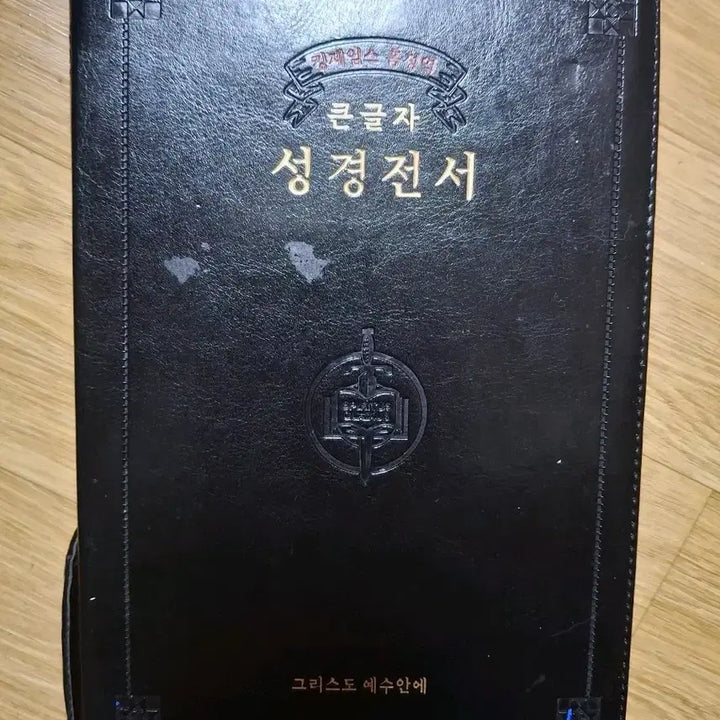 킹제임스 흠정역
큰글자
성경전서
그리스도 예수안에